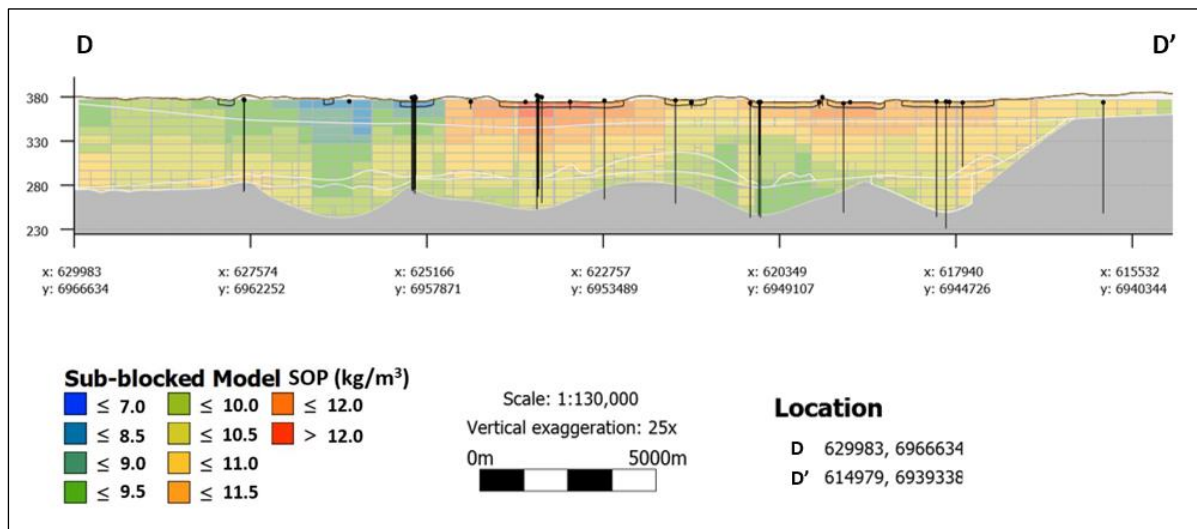 D D’
380
330
280
230
x: 629983 x: 627574 x: 625166 x: 622757 x: 620349 x: 617940 x: 615532
y: 6966634 y: 6962252 y: 6957871 y: 6953489 y: 6949107 y: 6944726 y: 6940344
Sub-blocked Model SOP (kg/m³)
≤ 7.0 ≤ 10.0 ≤ 12.0
≤ 8.5 ≤ 10.5 > 12.0
≤ 9.0 ≤ 11.0
≤ 9.5 ≤ 11.5
Scale: 1:130,000
Vertical exaggeration: 25x
0m 5000m
Location
D 629983, 6966634
D’ 614979, 6939338